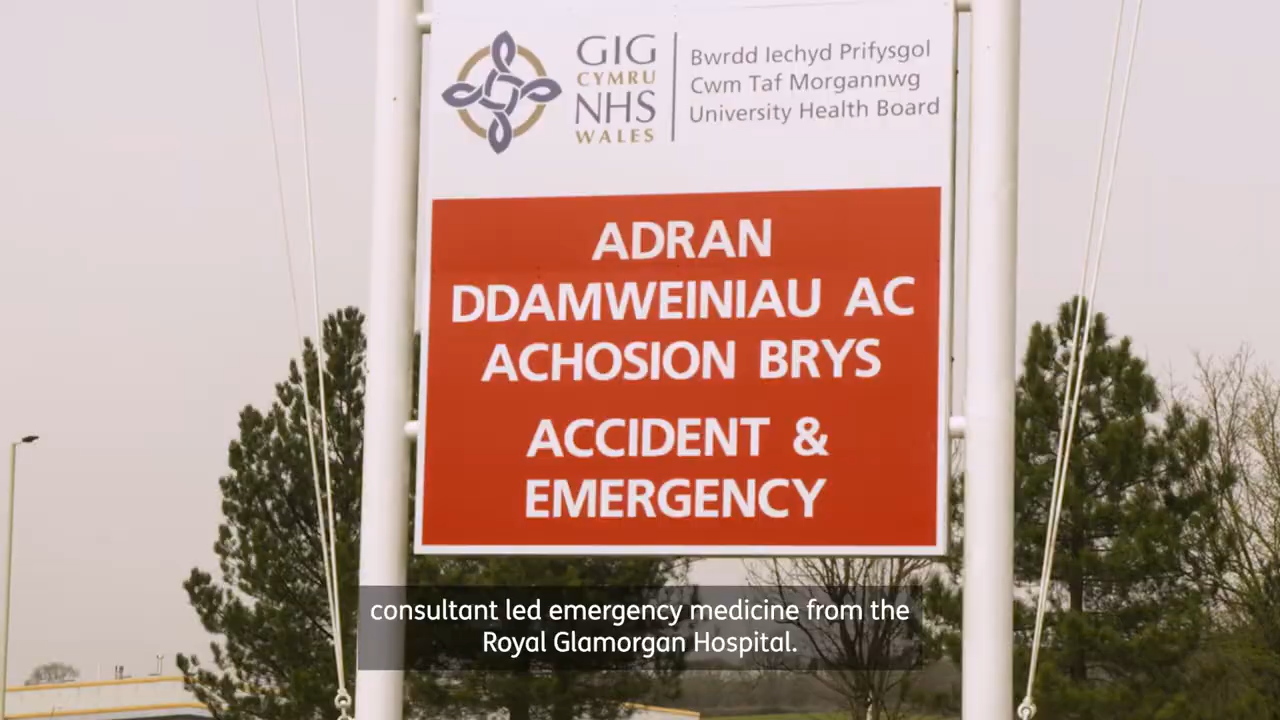 GIG
CYMRU
NHS
WALES
Bwrdd Iechyd Prifysgol
Cwm Taf Morgannwg
University Health Board
ADRAN
DDAMWEINIAU AC
ACHOSION BRYS
ACCIDENT &
EMERGENCY
consultant led emergency medicine from the
Royal Glamorgan Hospital.